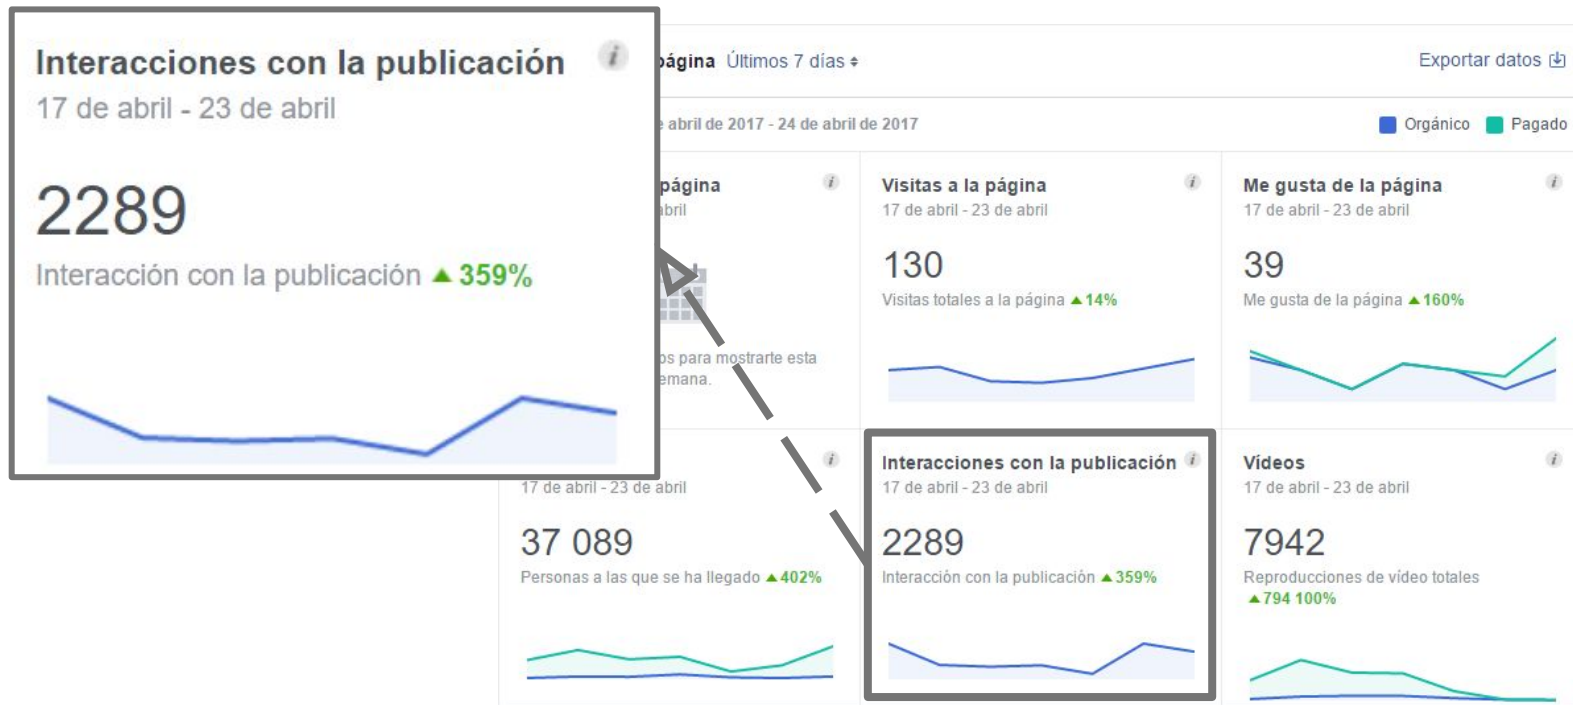 Interacciones con la publicación
17 de abril - 23 de abril
2289
Interacción con la publicación ▲ 359%
página Últimos 7 días
Exportar datos
abril de 2017 - 24 de abril de 2017
Orgánico Pagado
página
abril
para mostrarte esta
Visitas a la página
17 de abril - 23 de abril
130
Visitas totales a la página ▲ 14%
Me gusta de la página
17 de abril - 23 de abril
39
Me gusta de la página ▲ 160%
17 de abril - 23 de abril
37 089
Personas a las que se ha llegado ▲ 402%
Interacciones con la publicación
17 de abril - 23 de abril
2289
Interacción con la publicación ▲ 359%
Vídeos
17 de abril - 23 de abril
7942
Reproducciones de vídeo totales
▲ 794 100%